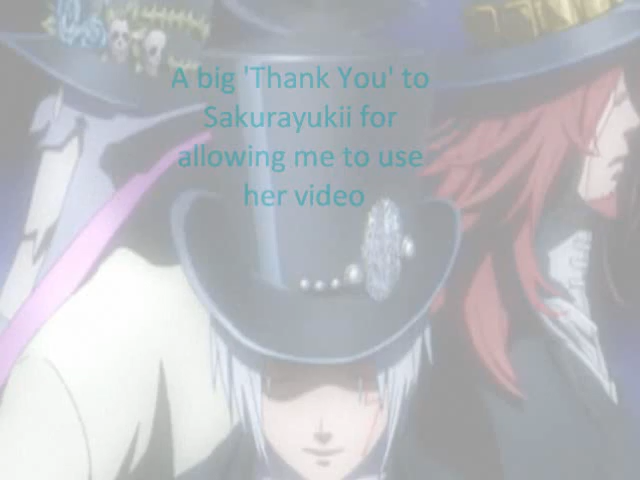 A big 'Thank You' to
Sakurayukii for
allowing me to use
her video